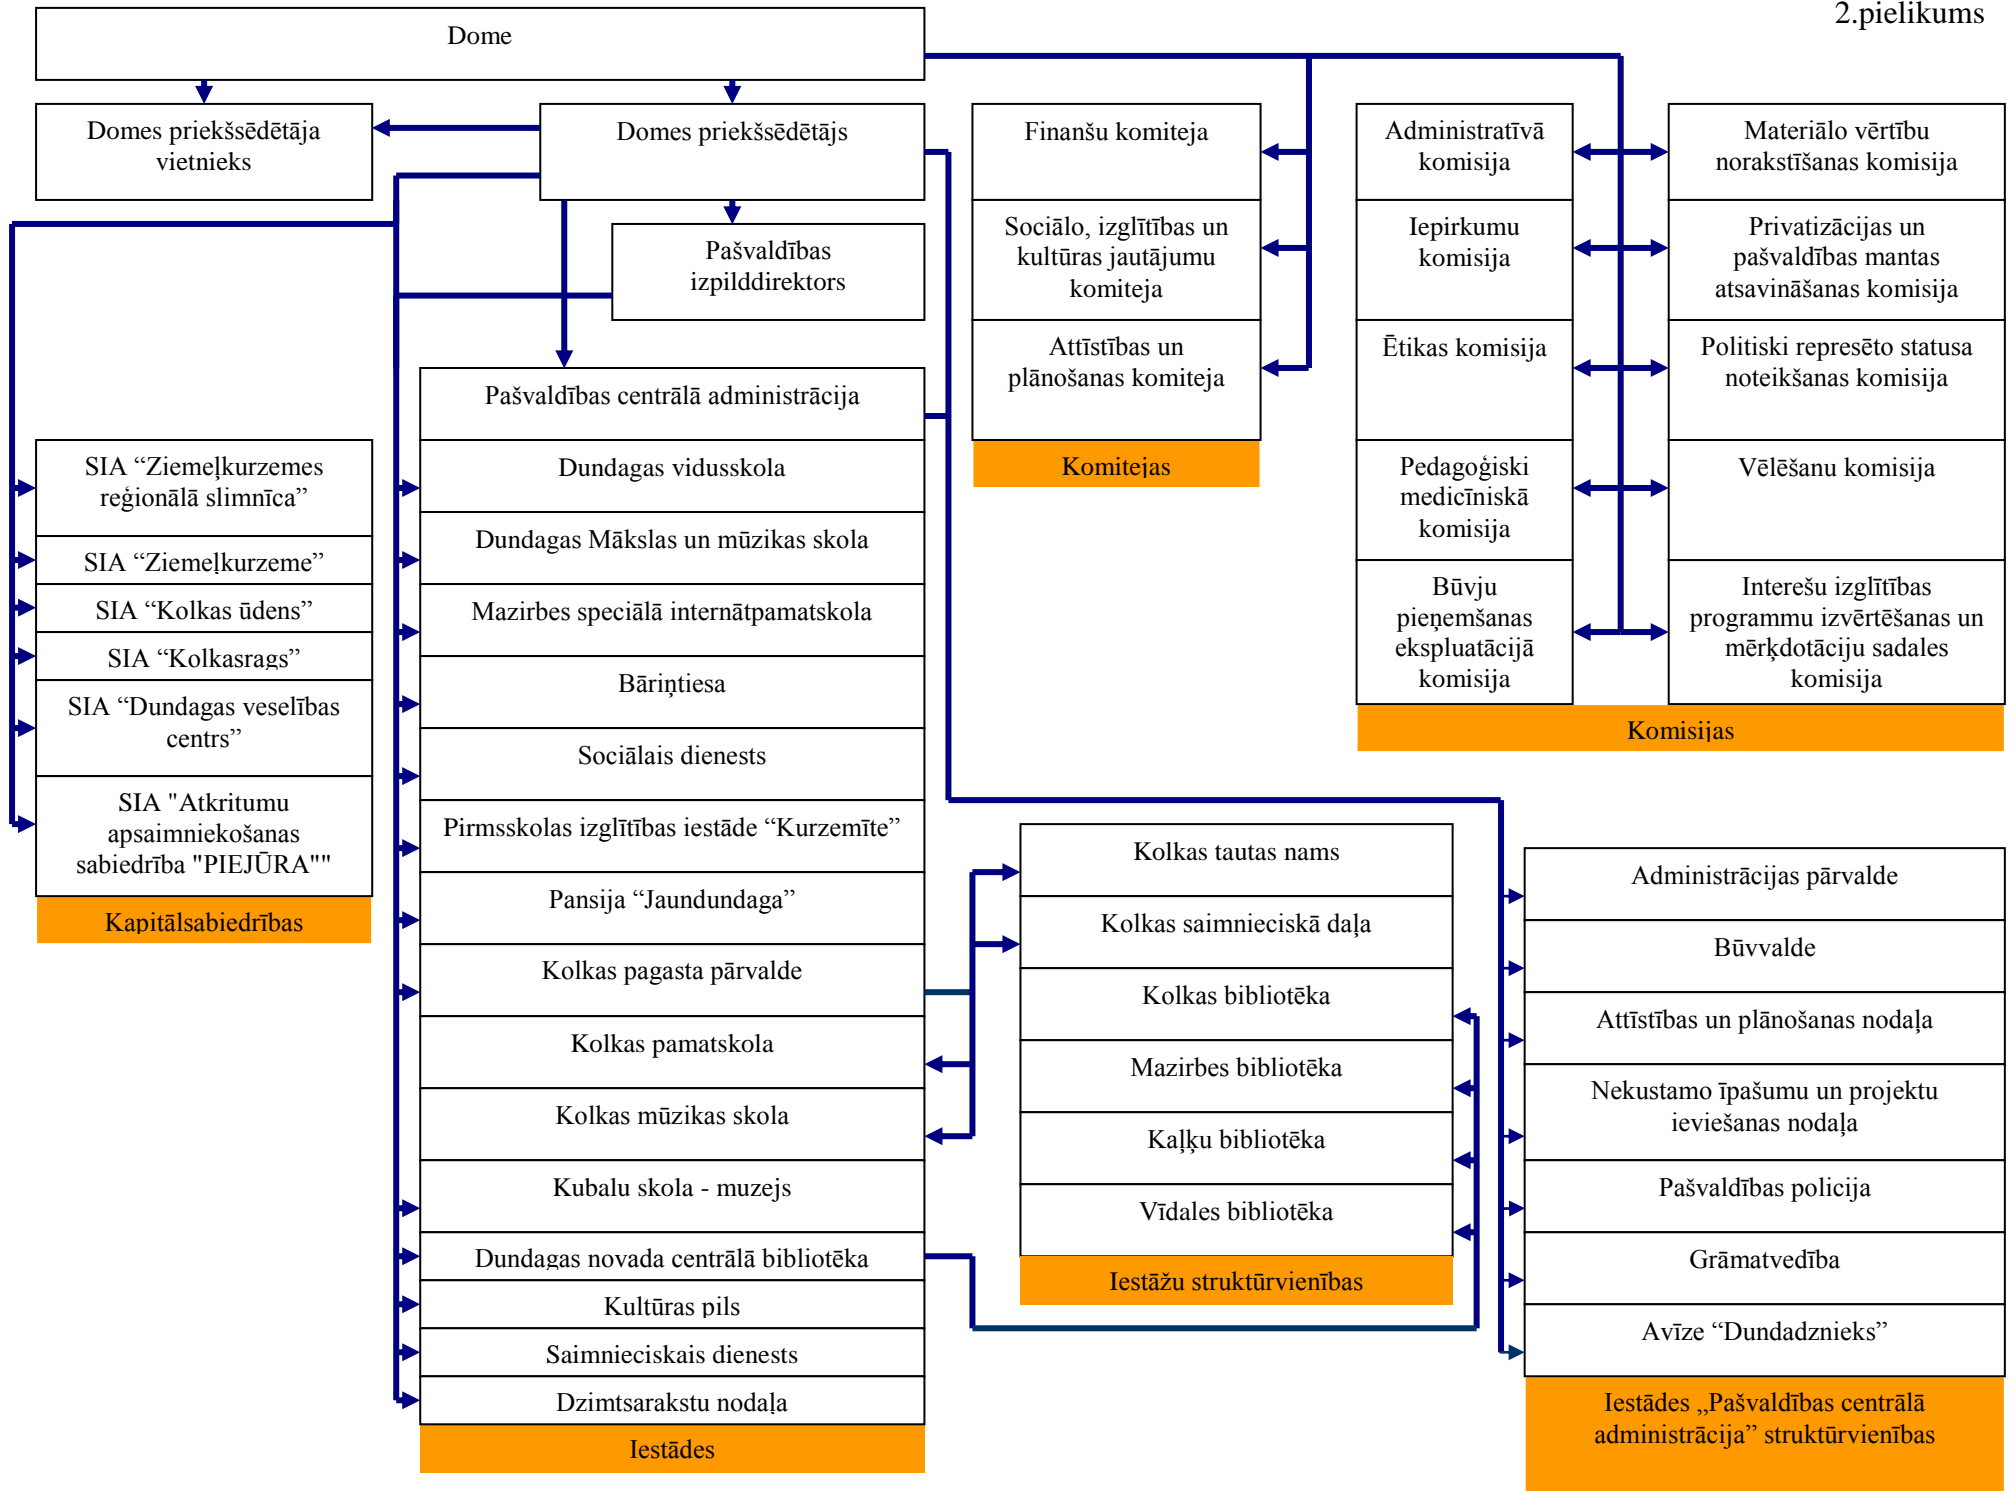 2.pielikums
Dome
Domes priekšsēdētāja
vietnieks
Domes priekšsēdētājs
Pašvaldības
izpilddirektors
Finanšu komiteja
Sociālo, izglītības un
kultūras jautājumu
komiteja
Attīstības un
plānošanas komiteja
Komitejas
Administratīvā
komisija
Iepirkumu
komisija
Ētikas komisija
Pedagoģiski
medicīniskā
komisija
Būvju
pieņemšanas
ekspluatācijā
komisija
Materiālo vērtību
norakstīšanas komisija
Privatizācijas un
pašvaldības mantas
atsavināšanas komisija
Politiski represēto statusa
noteikšanas komisija
Vēlēšanu komisija
Interešu izglītības
programmu izvērtēšanas un
mērķdotāciju sadales
komisija
Komisijas
SIA “Ziemeļkurzemes
reģionālā slimnīca”
SIA “Ziemeļkurzeme”
SIA “Kolkas ūdens”
SIA “Kolkasrags”
SIA “Dundagas veselības
centrs”
SIA "Atkritumu
apsaimniekošanas
sabiedrība "PIEJŪRA""
Kapitālsabiedrības
Pašvaldības centrālā administrācija
Dundagas vidusskola
Dundagas Mākslas un mūzikas skola
Mazirbes speciālā internātpamatskola
Bāriņtiesa
Sociālais dienests
Pirmsskolas izglītības iestāde “Kurzemīte”
Pansija “Jaundundaga”
Kolkas pagasta pārvalde
Kolkas pamatskola
Kolkas mūzikas skola
Kubalu skola - muzejs
Dundagas novada centrālā bibliotēka
Kultūras pils
Saimnieciskais dienests
Dzimtsarakstu nodaļa
Iestādes
Kolkas tautas nams
Kolkas saimnieciskā daļa
Kolkas bibliotēka
Mazirbes bibliotēka
Kaļķu bibliotēka
Vīdales bibliotēka
Iestāžu struktūrvienības
Administrācijas pārvalde
Būvvalde
Attīstības un plānošanas nodaļa
Nekustamo īpašumu un projektu
ieviešanas nodaļa
Pašvaldības policija
Grāmatvedība
Avīze “Dundadznieks”
Iestādes „Pašvaldības centrālā
administrācija” struktūrvienības